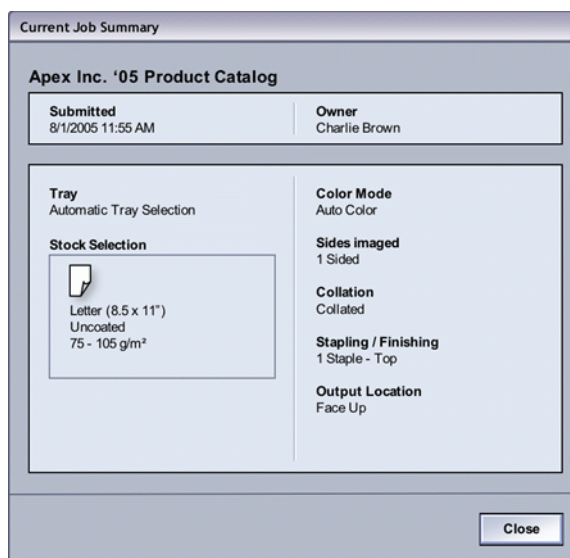 Current Job Summary
Apex Inc. ‘05 Product Catalog
Submitted
8/1/2005 11:55 AM
Owner
Charlie Brown
Tray
Automatic Tray Selection
Stock Selection
Letter (8.5 x 11”)
Uncoated
75 - 105 g/m²
Color Mode
Auto Color
Sides imaged
1 Sided
Collation
Collated
Stapling / Finishing
1 Staple - Top
Output Location
Face Up
Close